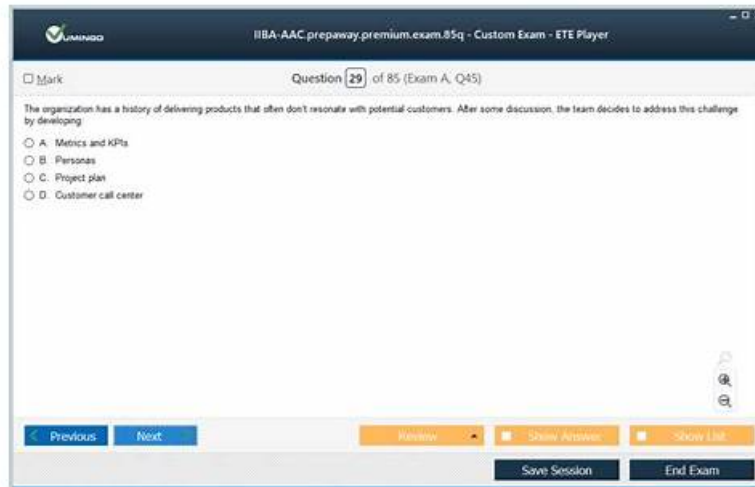 VUMINGO
IIBA-AAC.prepaway.premium.exam.85q - Custom Exam - ETE Player
Mark
Question 29 of 85 (Exam A, Q45)
The organization has a history of delivering products that often don't resonate with potential customers. After some discussion, the team decides to address this challenge
by developing:
A. Metrics and KPIs
B. Personas
C. Project plan
D. Customer call center
Previous
Next
Review
Show Answer
Show List
Save Session
End Exam